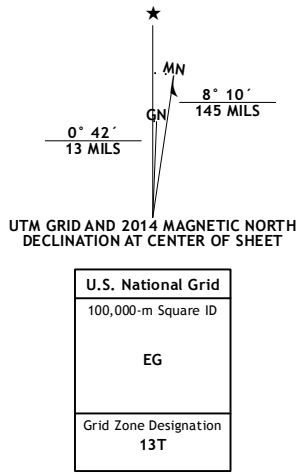 ★
MN
GN
8° 10´
145 MILS
0° 42´
13 MILS
UTM GRID AND 2014 MAGNETIC NORTH
DECLINATION AT CENTER OF SHEET
U.S. National Grid
100,000-m Square ID
EG
Grid Zone Designation
13T